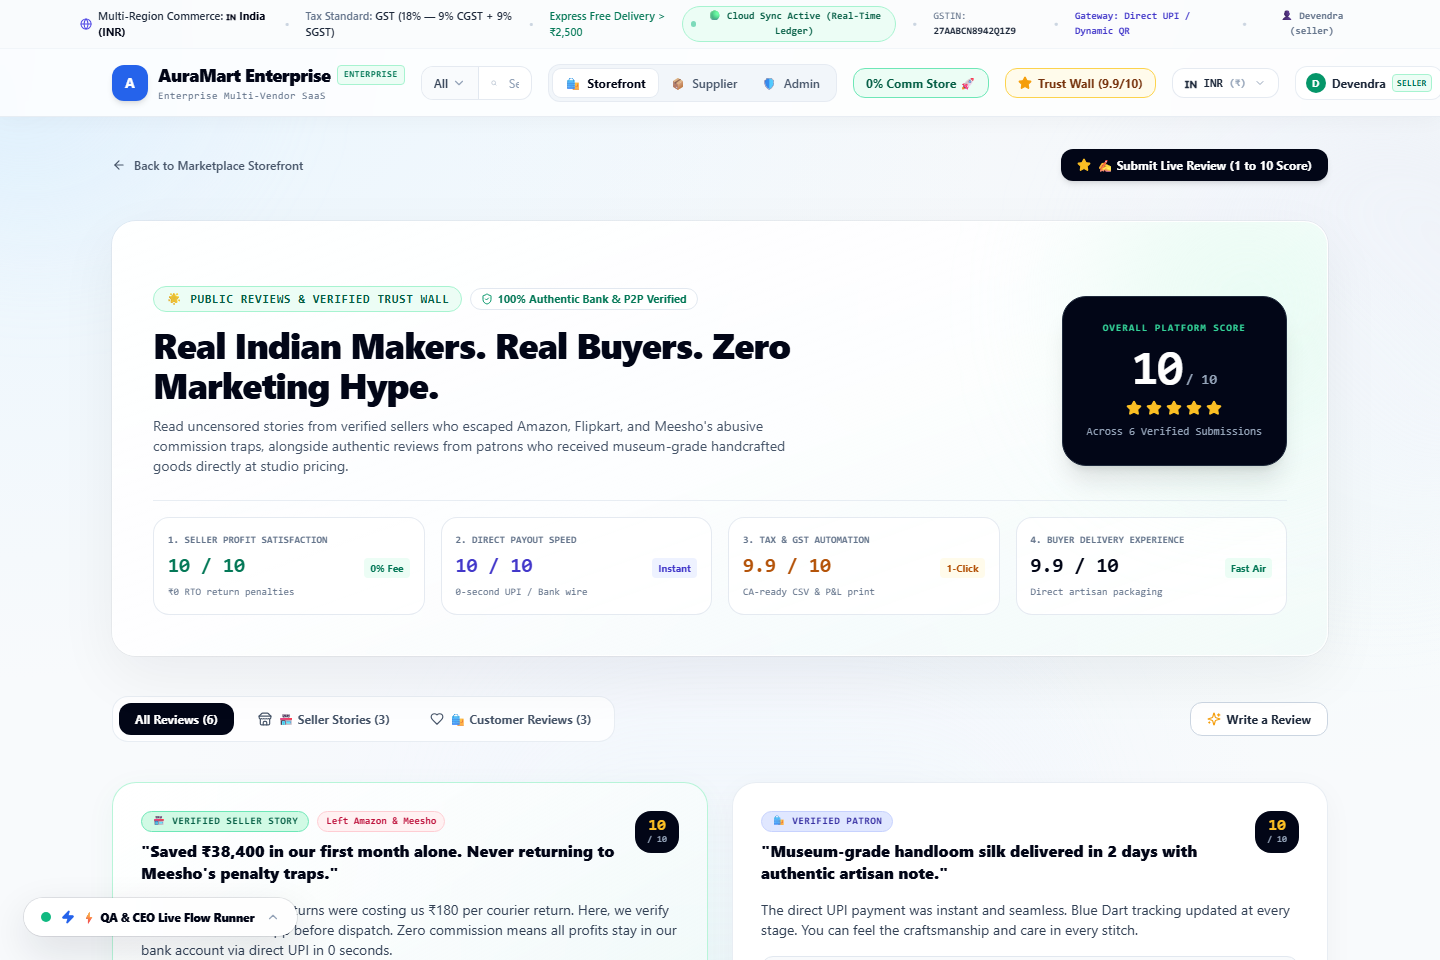 Multi-Region Commerce: IN India (INR)
Tax Standard: GST (18% — 9% CGST + 9% SGST)
Express Free Delivery > ₹2,500
Cloud Sync Active (Real-Time Ledger)
GSTIN: 27AABCN8942Q1Z9
Gateway: Direct UPI / Dynamic QR
Devendra (seller)
A
AuraMart Enterprise ENTERPRISE
Enterprise Multi-Vendor SaaS
All
Storefront
Supplier
Admin
0% Comm Store 🚀
Trust Wall (9.9/10)
IN INR (₹)
D Devendra SELLER
Back to Marketplace Storefront
✍️ Submit Live Review (1 to 10 Score)
PUBLIC REVIEWS & VERIFIED TRUST WALL
100% Authentic Bank & P2P Verified
Real Indian Makers. Real Buyers. Zero
Marketing Hype.
Read uncensored stories from verified sellers who escaped Amazon, Flipkart, and Meesho's abusive
commission traps, alongside authentic reviews from patrons who received museum-grade handcrafted
goods directly at studio pricing.
OVERALL PLATFORM SCORE
10 / 10
Across 6 Verified Submissions
1. SELLER PROFIT SATISFACTION
10 / 10
0% Fee
₹0 RTO return penalties
2. DIRECT PAYOUT SPEED
10 / 10
Instant
0-second UPI / Bank wire
3. TAX & GST AUTOMATION
9.9 / 10
1-Click
CA-ready CSV & P&L print
4. BUYER DELIVERY EXPERIENCE
9.9 / 10
Fast Air
Direct artisan packaging
All Reviews (6)
Seller Stories (3)
Customer Reviews (3)
Write a Review
VERIFIED SELLER STORY
Left Amazon & Meesho
10
/ 10
"Saved ₹38,400 in our first month alone. Never returning to
Meesho's penalty traps."
were costing us ₹180 per courier return. Here, we verify
before dispatch. Zero commission means all profits stay in our
bank account via direct UPI in 0 seconds.
VERIFIED PATRON
10
/ 10
"Museum-grade handloom silk delivered in 2 days with
authentic artisan note."
The direct UPI payment was instant and seamless. Blue Dart tracking updated at every
stage. You can feel the craftsmanship and care in every stitch.
QA & CEO Live Flow Runner